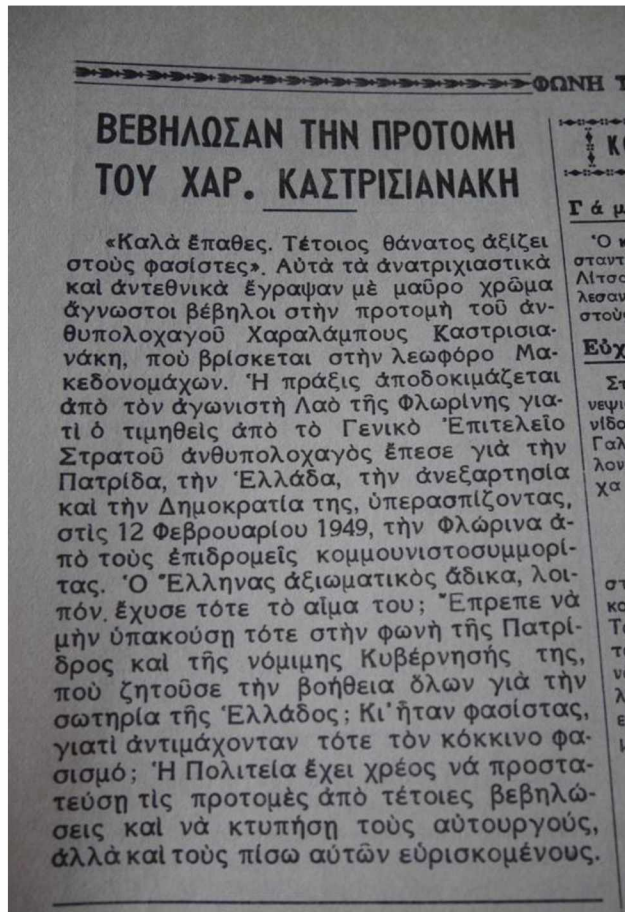 ΦΩΝΗ
ΒΕΒΗΛΩΣΑΝ ΤΗΝ ΠΡΟΤΟΜΗ
ΤΟΥ ΧΑΡ. ΚΑΣΤΡΙΣΙΑΝΑΚΗ
«Καλὰ ἔπαθες. Τέτοιος θάνατος ἀξίζει
στοὺς φασίστες». Αὐτὰ τὰ ἀνατριχιαστικὰ
καὶ ἀντεθνικὰ ἔγραψαν μὲ μαῦρο χρῶμα
ἄγνωστοι βέβηλοι στὴν προτομὴ τοῦ ἀν-
θυπολοχαγοῦ Χαραλάμπους Καστρισια-
νάκη, ποὺ βρίσκεται στὴν λεωφόρο Μα-
κεδονομάχων. Ἡ πράξις ἀποδοκιμάζεται
ἀπὸ τὸν ἀγωνιστὴ Λαὸ τῆς Φλωρίνης για-
τὶ ὁ τιμηθεὶς ἀπὸ τὸ Γενικὸ Ἐπιτελεῖο
Στρατοῦ ἀνθυπολοχαγὸς ἔπεσε γιὰ τὴν
Πατρίδα, τὴν Ἑλλάδα, τὴν ἀνεξαρτησία
καὶ τὴν Δημοκρατία της, ὑπερασπίζοντας,
στὶς 12 Φεβρουαρίου 1949, τὴν Φλώρινα ἀ-
πὸ τοὺς ἐπιδρομεῖς κομμουνιστοσυμμορί-
τας. Ὁ Ἕλληνας ἀξιωματικὸς ἄδικα, λοι-
πόν, ἔχυσε τότε τὸ αἷμα του; Ἔπρεπε νὰ
μὴν ὑπακούσῃ τότε στὴν φωνὴ τῆς Πατρί-
δρος καὶ τῆς νόμιμης Κυβέρνησής της,
ποὺ ζητοῦσε τὴν βοήθεια ὅλων γιὰ τὴν
σωτηρία τῆς Ἑλλάδος; Κι' ἦταν φασίστας,
γιατὶ ἀντιμάχονταν τότε τὸν κόκκινο φα-
σισμό; Ἡ Πολιτεία ἔχει χρέος νά προστα-
τεύσῃ τὶς προτομὲς ἀπὸ τέτοιες βεβηλώ-
σεις καὶ νὰ κτυπήσῃ τοὺς αὐτουργούς,
ἀλλὰ καὶ τοὺς πίσω αὐτῶν εὑρισκομένους.